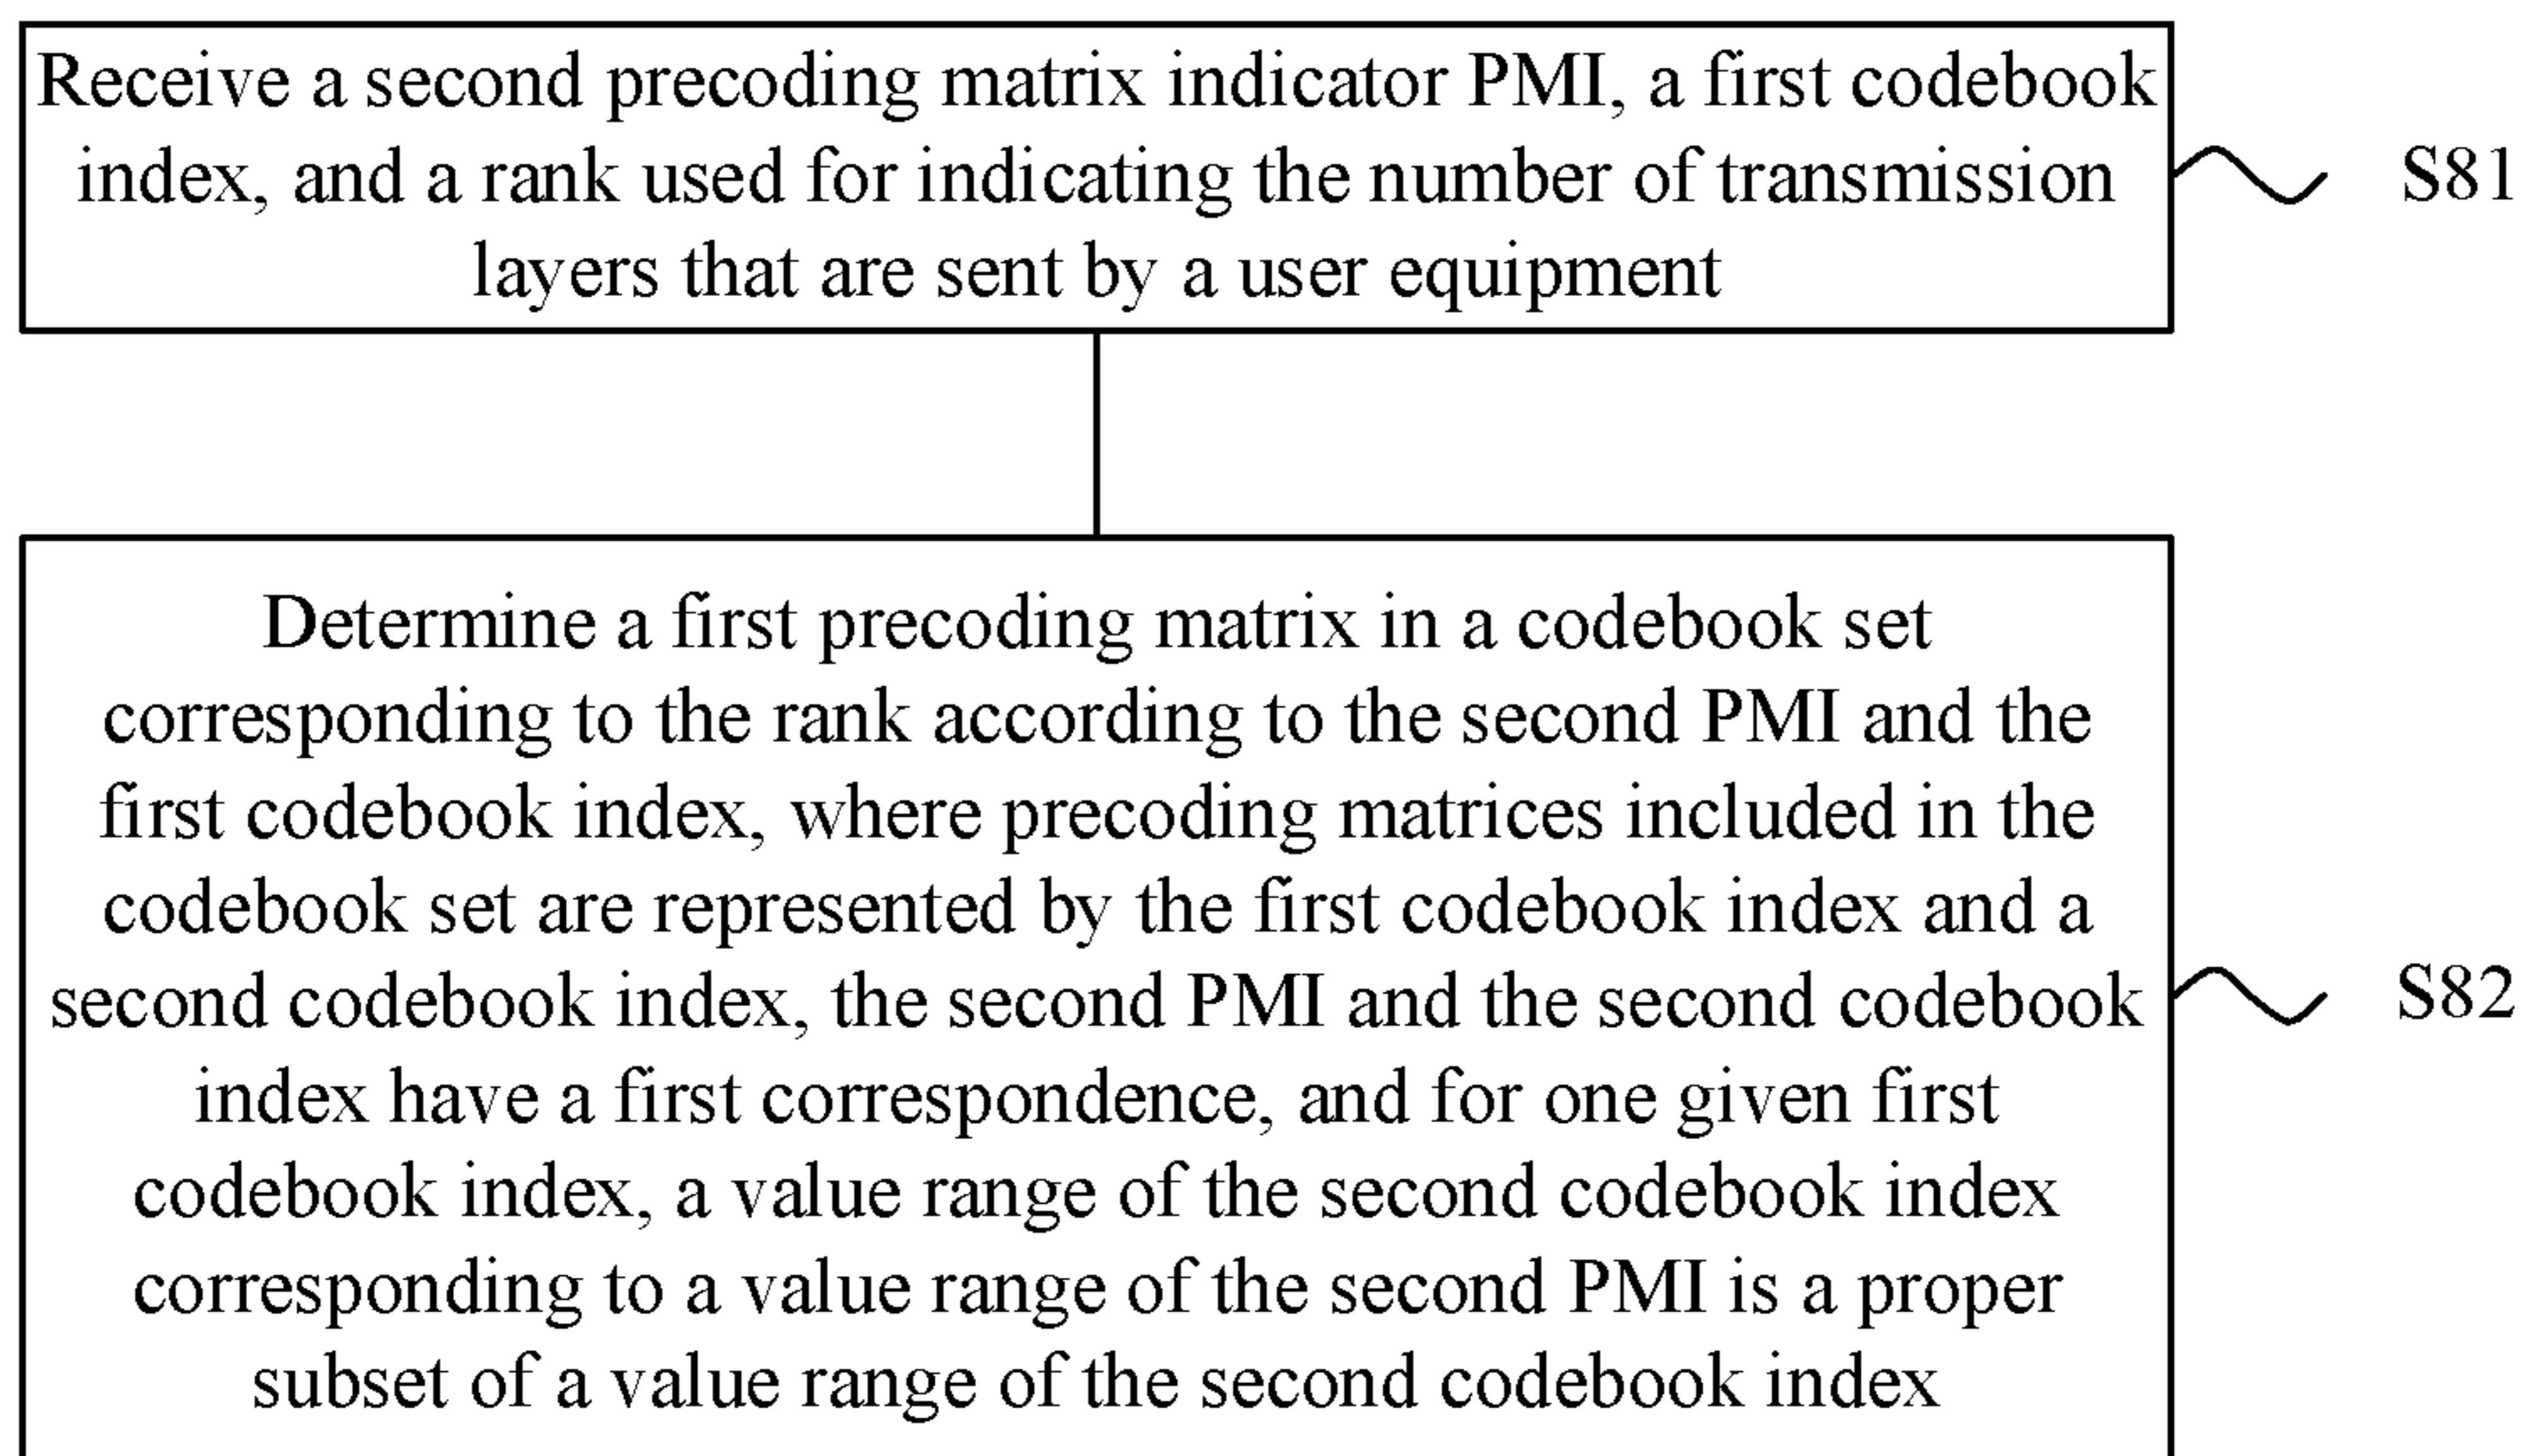 Receive a second precoding matrix indicator PMI, a first codebook
index, and a rank used for indicating the number of transmission
layers that are sent by a user equipment
S81
Determine a first precoding matrix in a codebook set
corresponding to the rank according to the second PMI and the
first codebook index, where precoding matrices included in the
codebook set are represented by the first codebook index and a
second codebook index, the second PMI and the second codebook
index have a first correspondence, and for one given first
codebook index, a value range of the second codebook index
corresponding to a value range of the second PMI is a proper
subset of a value range of the second codebook index
S82